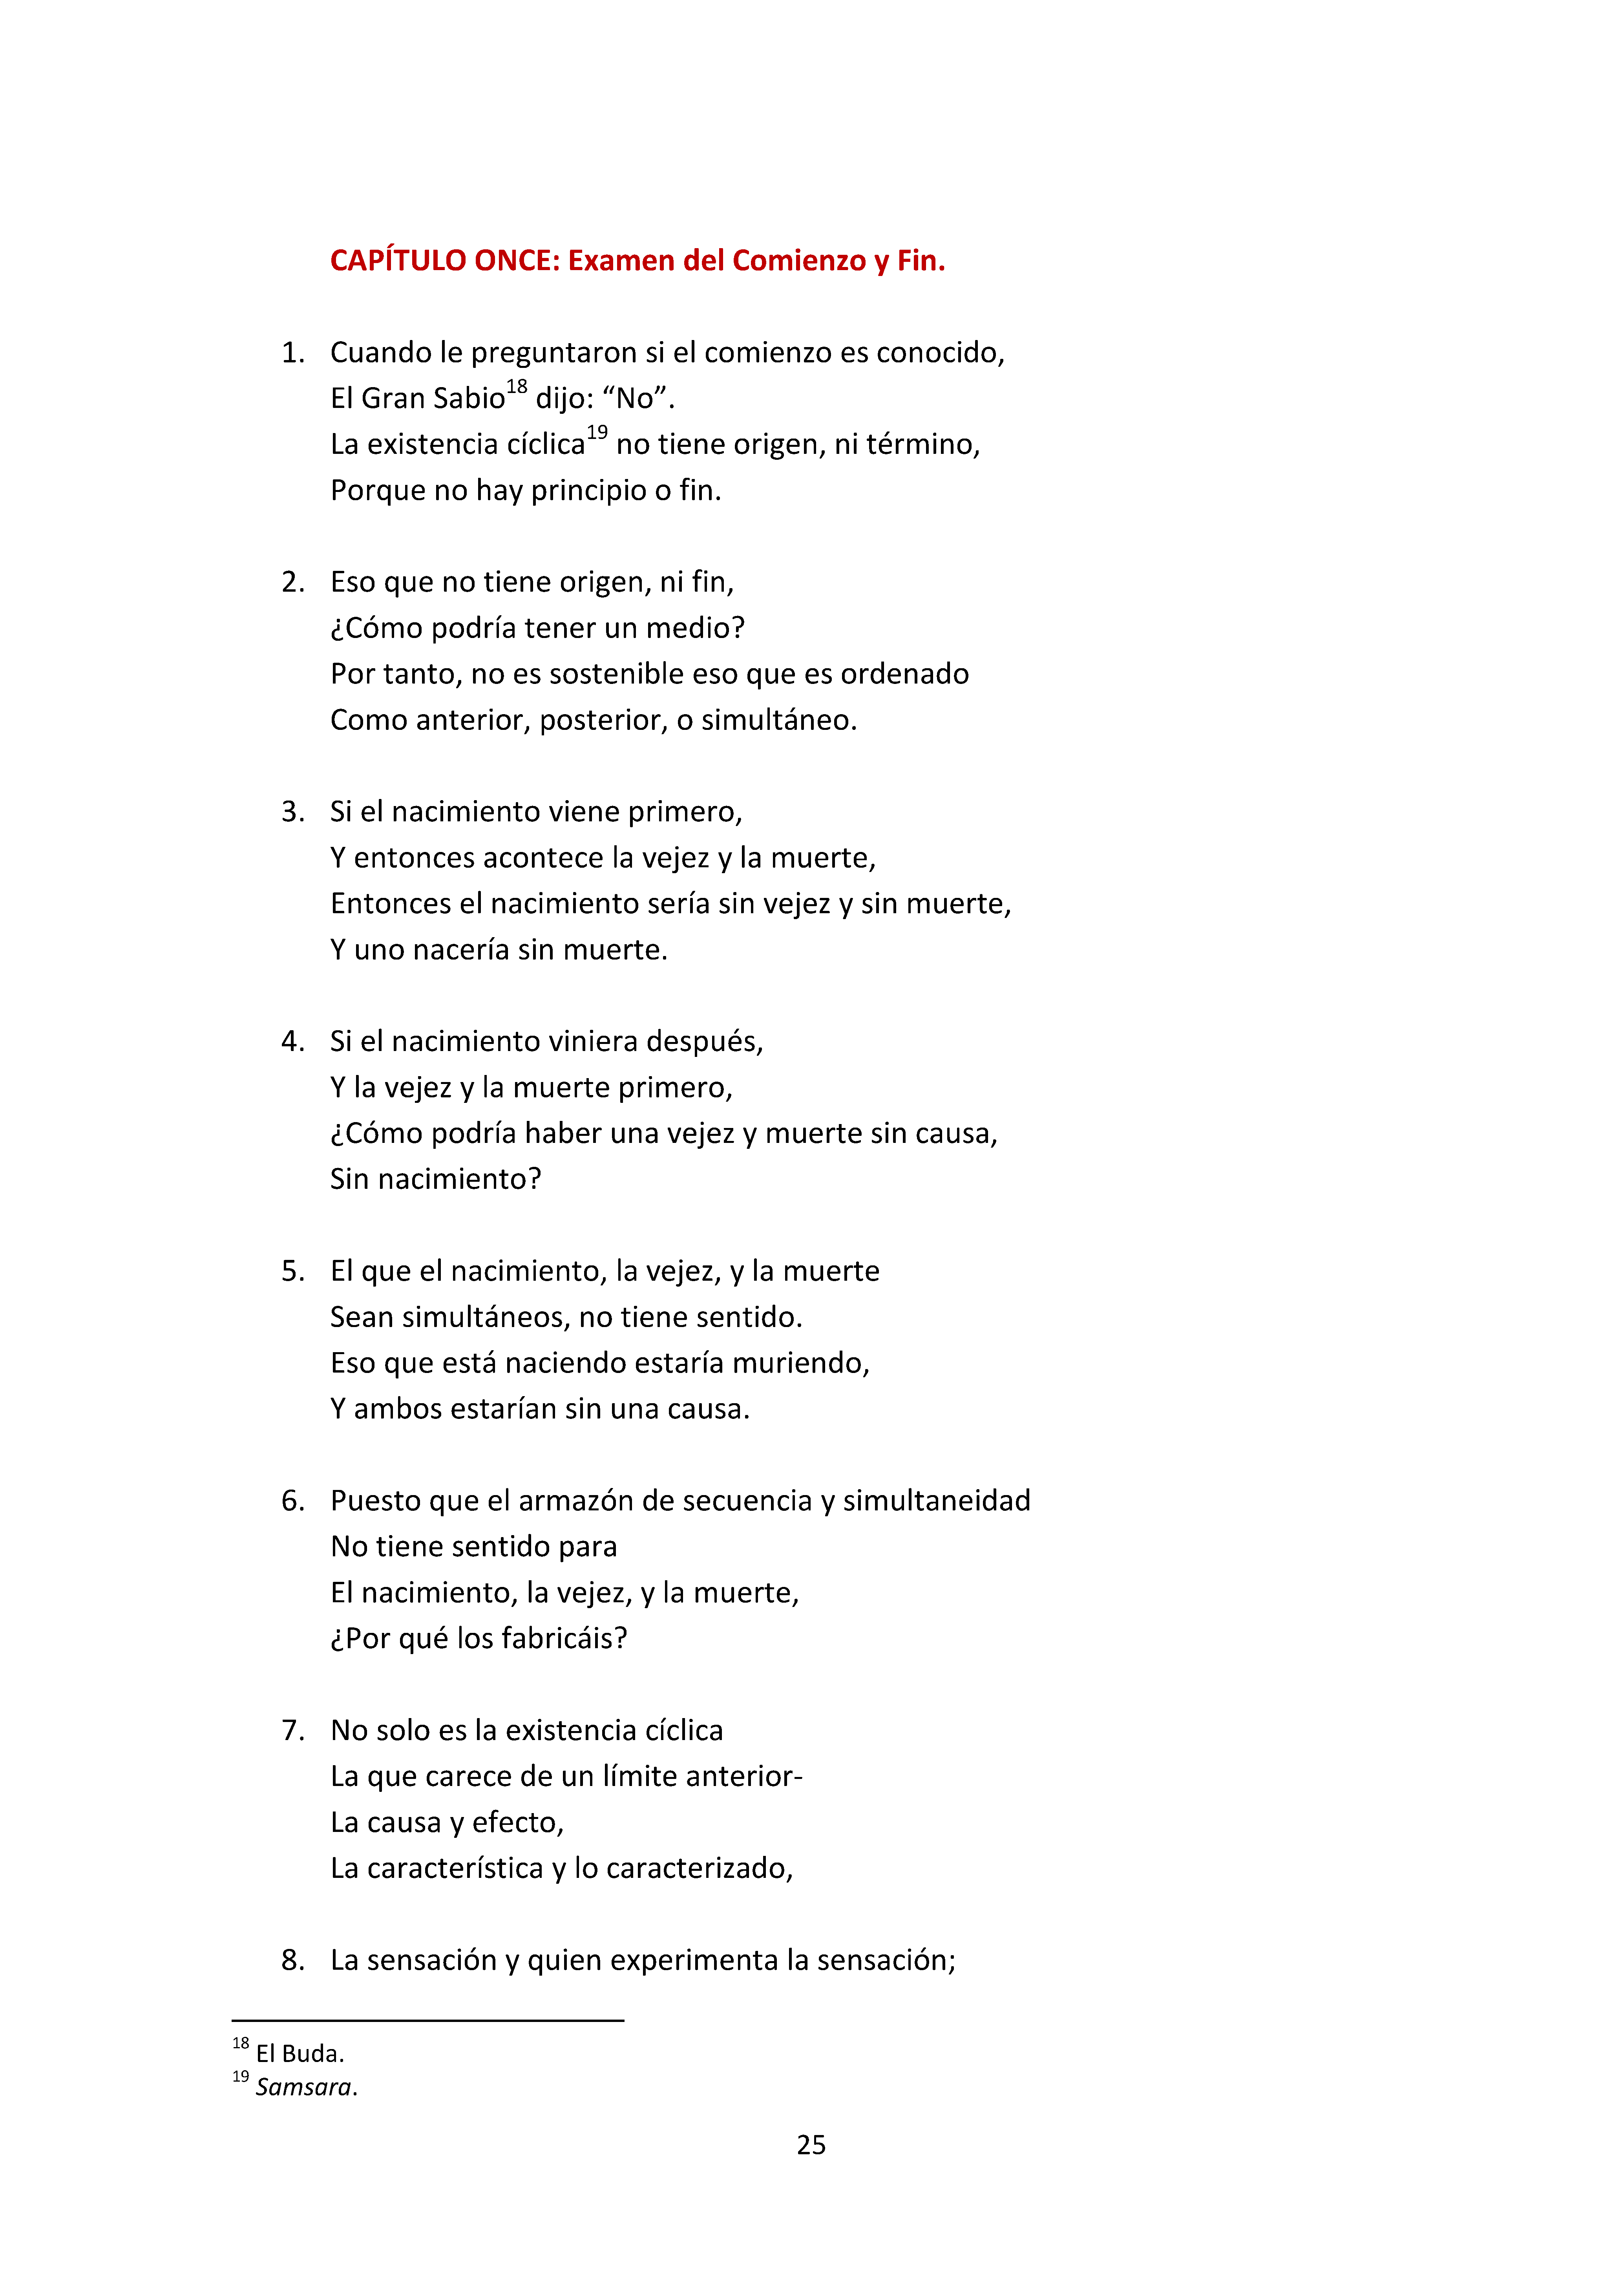 CAPÍTULO ONCE: Examen del Comienzo y Fin.
1. Cuando le preguntaron si el comienzo es conocido,
El Gran Sabio18 dijo: “No”.
La existencia cíclica19 no tiene origen, ni término,
Porque no hay principio o fin.
2. Eso que no tiene origen, ni fin,
¿Cómo podría tener un medio?
Por tanto, no es sostenible eso que es ordenado
Como anterior, posterior, o simultáneo.
3. Si el nacimiento viene primero,
Y entonces acontece la vejez y la muerte,
Entonces el nacimiento sería sin vejez y sin muerte,
Y uno nacería sin muerte.
4. Si el nacimiento viniera después,
Y la vejez y la muerte primero,
¿Cómo podría haber una vejez y muerte sin causa,
Sin nacimiento?
5. El que el nacimiento, la vejez, y la muerte
Sean simultáneos, no tiene sentido.
Eso que está naciendo estaría muriendo,
Y ambos estarían sin una causa.
6. Puesto que el armazón de secuencia y simultaneidad
No tiene sentido para
El nacimiento, la vejez, y la muerte,
¿Por qué los fabricáis?
7. No solo es la existencia cíclica
La que carece de un límite anterior-
La causa y efecto,
La característica y lo caracterizado,
8. La sensación y quien experimenta la sensación;
18 El Buda.
19 Samsara.
25